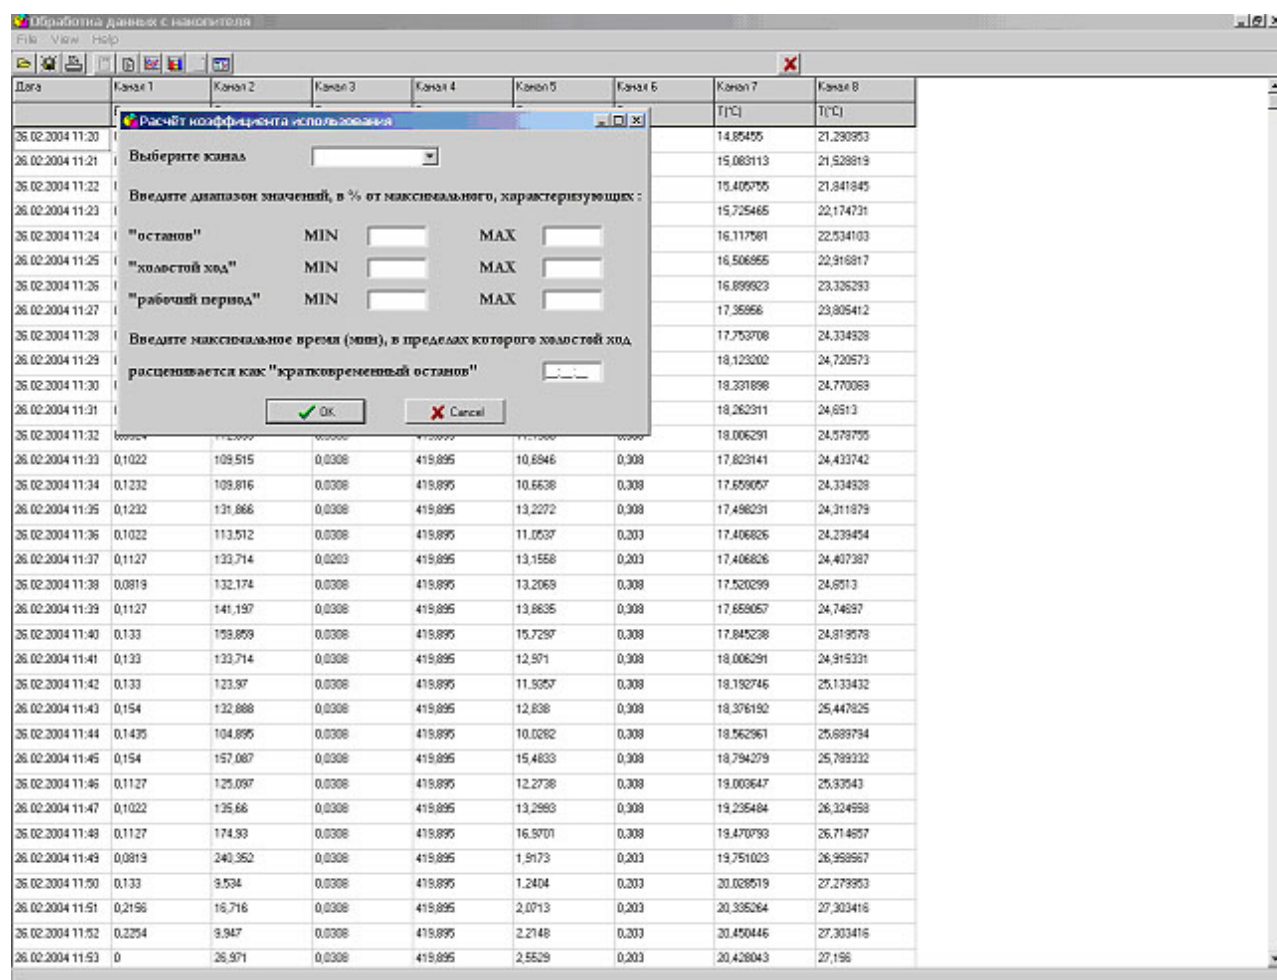 Обработка данных с накопителя
File View Help
Дата Канал 1 Канал 2 Канал 3 Канал 4 Канал 5 Канал 6 Канал 7 Канал 8
T(°C) T(°C)
Расчёт коэффициента использования
Выберите канал
Введите диапазон значений, в % от максимального, характеризующих :
"останов" MIN MAX
"холостой ход" MIN MAX
"рабочий период" MIN MAX
Введите максимальное время (мин), в пределах которого холостой ход
расценивается как "кратковременный останов" _:_:_
OK Cancel
26.02.2004 11:20 14,85455 21,290953
26.02.2004 11:21 15,083113 21,528819
26.02.2004 11:22 15,405755 21,841845
26.02.2004 11:23 15,725465 22,174731
26.02.2004 11:24 16,117581 22,534103
26.02.2004 11:25 16,506955 22,916817
26.02.2004 11:26 16,899923 23,326293
26.02.2004 11:27 17,35956 23,805412
26.02.2004 11:28 17,753708 24,334928
26.02.2004 11:29 18,123202 24,720573
26.02.2004 11:30 18,331898 24,770069
26.02.2004 11:31 18,262311 24,6513
26.02.2004 11:32 18,006291 24,578755
26.02.2004 11:33 0,1022 109,515 0,0308 419,895 10,6946 0,308 17,823141 24,433742
26.02.2004 11:34 0,1232 109,816 0,0308 419,895 10,6638 0,308 17,659057 24,334928
26.02.2004 11:35 0,1232 131,866 0,0308 419,895 13,2272 0,308 17,498231 24,311879
26.02.2004 11:36 0,1022 113,512 0,0308 419,895 11,0537 0,203 17,406826 24,239454
26.02.2004 11:37 0,1127 133,714 0,0203 419,895 13,1558 0,203 17,406826 24,407387
26.02.2004 11:38 0,0819 132,174 0,0308 419,895 13,2069 0,308 17,520299 24,6513
26.02.2004 11:39 0,1127 141,197 0,0308 419,895 13,8635 0,308 17,659057 24,74697
26.02.2004 11:40 0,133 159,859 0,0308 419,895 15,7297 0,308 17,845238 24,819578
26.02.2004 11:41 0,133 133,714 0,0308 419,895 12,971 0,308 18,006291 24,915331
26.02.2004 11:42 0,133 123,97 0,0308 419,895 11,9357 0,308 18,192746 25,133432
26.02.2004 11:43 0,154 132,888 0,0308 419,895 12,838 0,308 18,376192 25,447825
26.02.2004 11:44 0,1435 104,895 0,0308 419,895 10,0282 0,308 18,562961 25,689794
26.02.2004 11:45 0,154 157,087 0,0308 419,895 15,4833 0,308 18,794279 25,789332
26.02.2004 11:46 0,1127 125,097 0,0308 419,895 12,2738 0,308 19,003647 25,93543
26.02.2004 11:47 0,1022 135,66 0,0308 419,895 13,2993 0,308 19,235484 26,324558
26.02.2004 11:48 0,1127 174,93 0,0308 419,895 16,9701 0,308 19,470793 26,714657
26.02.2004 11:49 0,0819 240,352 0,0308 419,895 1,9173 0,203 19,751023 26,958567
26.02.2004 11:50 0,133 9,534 0,0308 419,895 1,2404 0,203 20,028519 27,279953
26.02.2004 11:51 0,2156 16,716 0,0308 419,895 2,0713 0,203 20,335264 27,303416
26.02.2004 11:52 0,2254 9,947 0,0308 419,895 2,2148 0,203 20,450446 27,303416
26.02.2004 11:53 0 26,971 0,0308 419,895 2,5529 0,203 20,428043 27,156